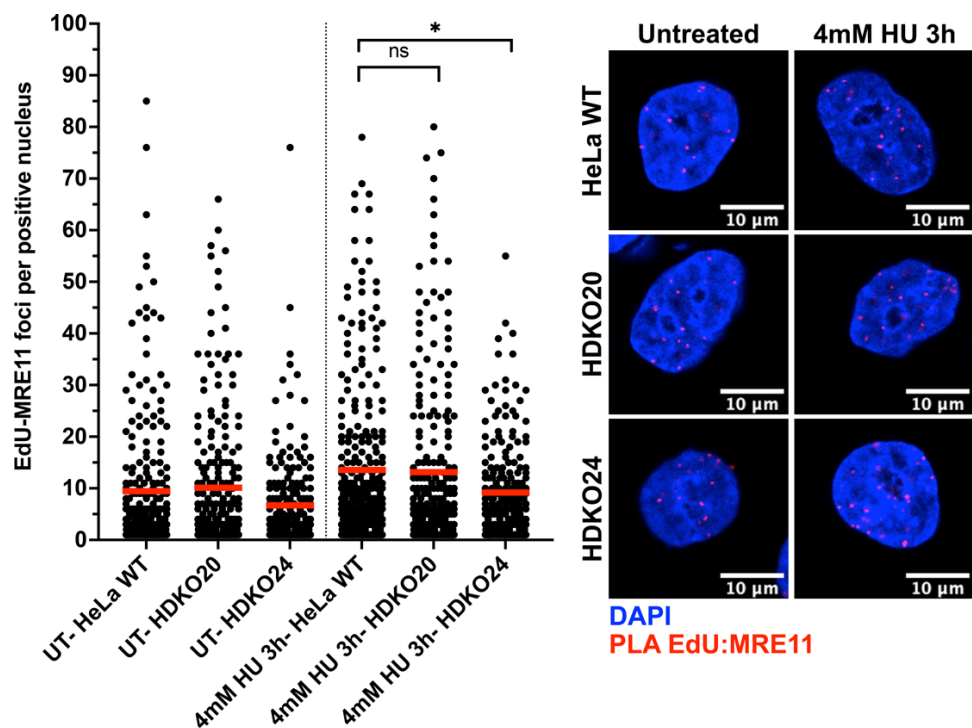 EdU-MRE11 foci per positive nucleus
100
90
80
70
60
50
40
30
20
10
0
*
ns
UT- HeLa WT
UT- HDKO20
UT- HDKO24
4mM HU 3h- HeLa WT
4mM HU 3h- HDKO20
4mM HU 3h- HDKO24
Untreated
4mM HU 3h
HeLa WT
10 µm
10 µm
HDKO20
10 µm
10 µm
HDKO24
10 µm
10 µm
DAPI
PLA EdU:MRE11